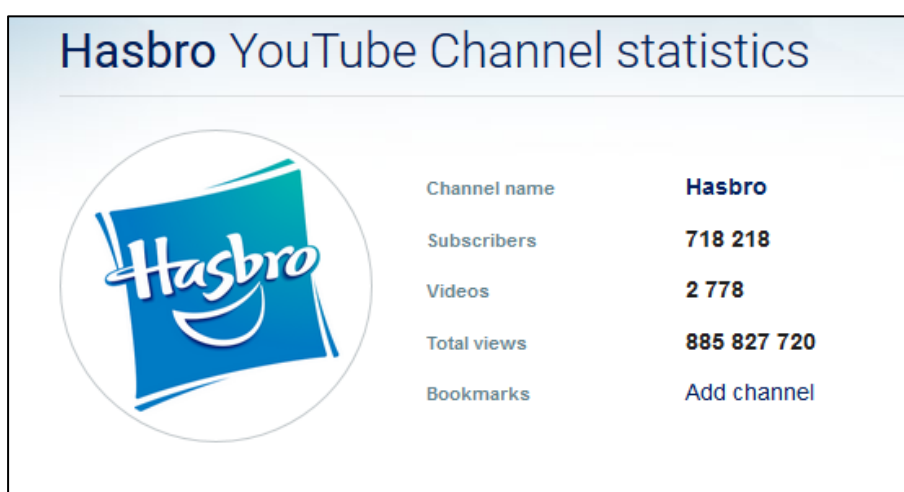 Hasbro YouTube Channel statistics
Hasbro
Channel name Hasbro
Subscribers 718 218
Videos 2 778
Total views 885 827 720
Bookmarks Add channel